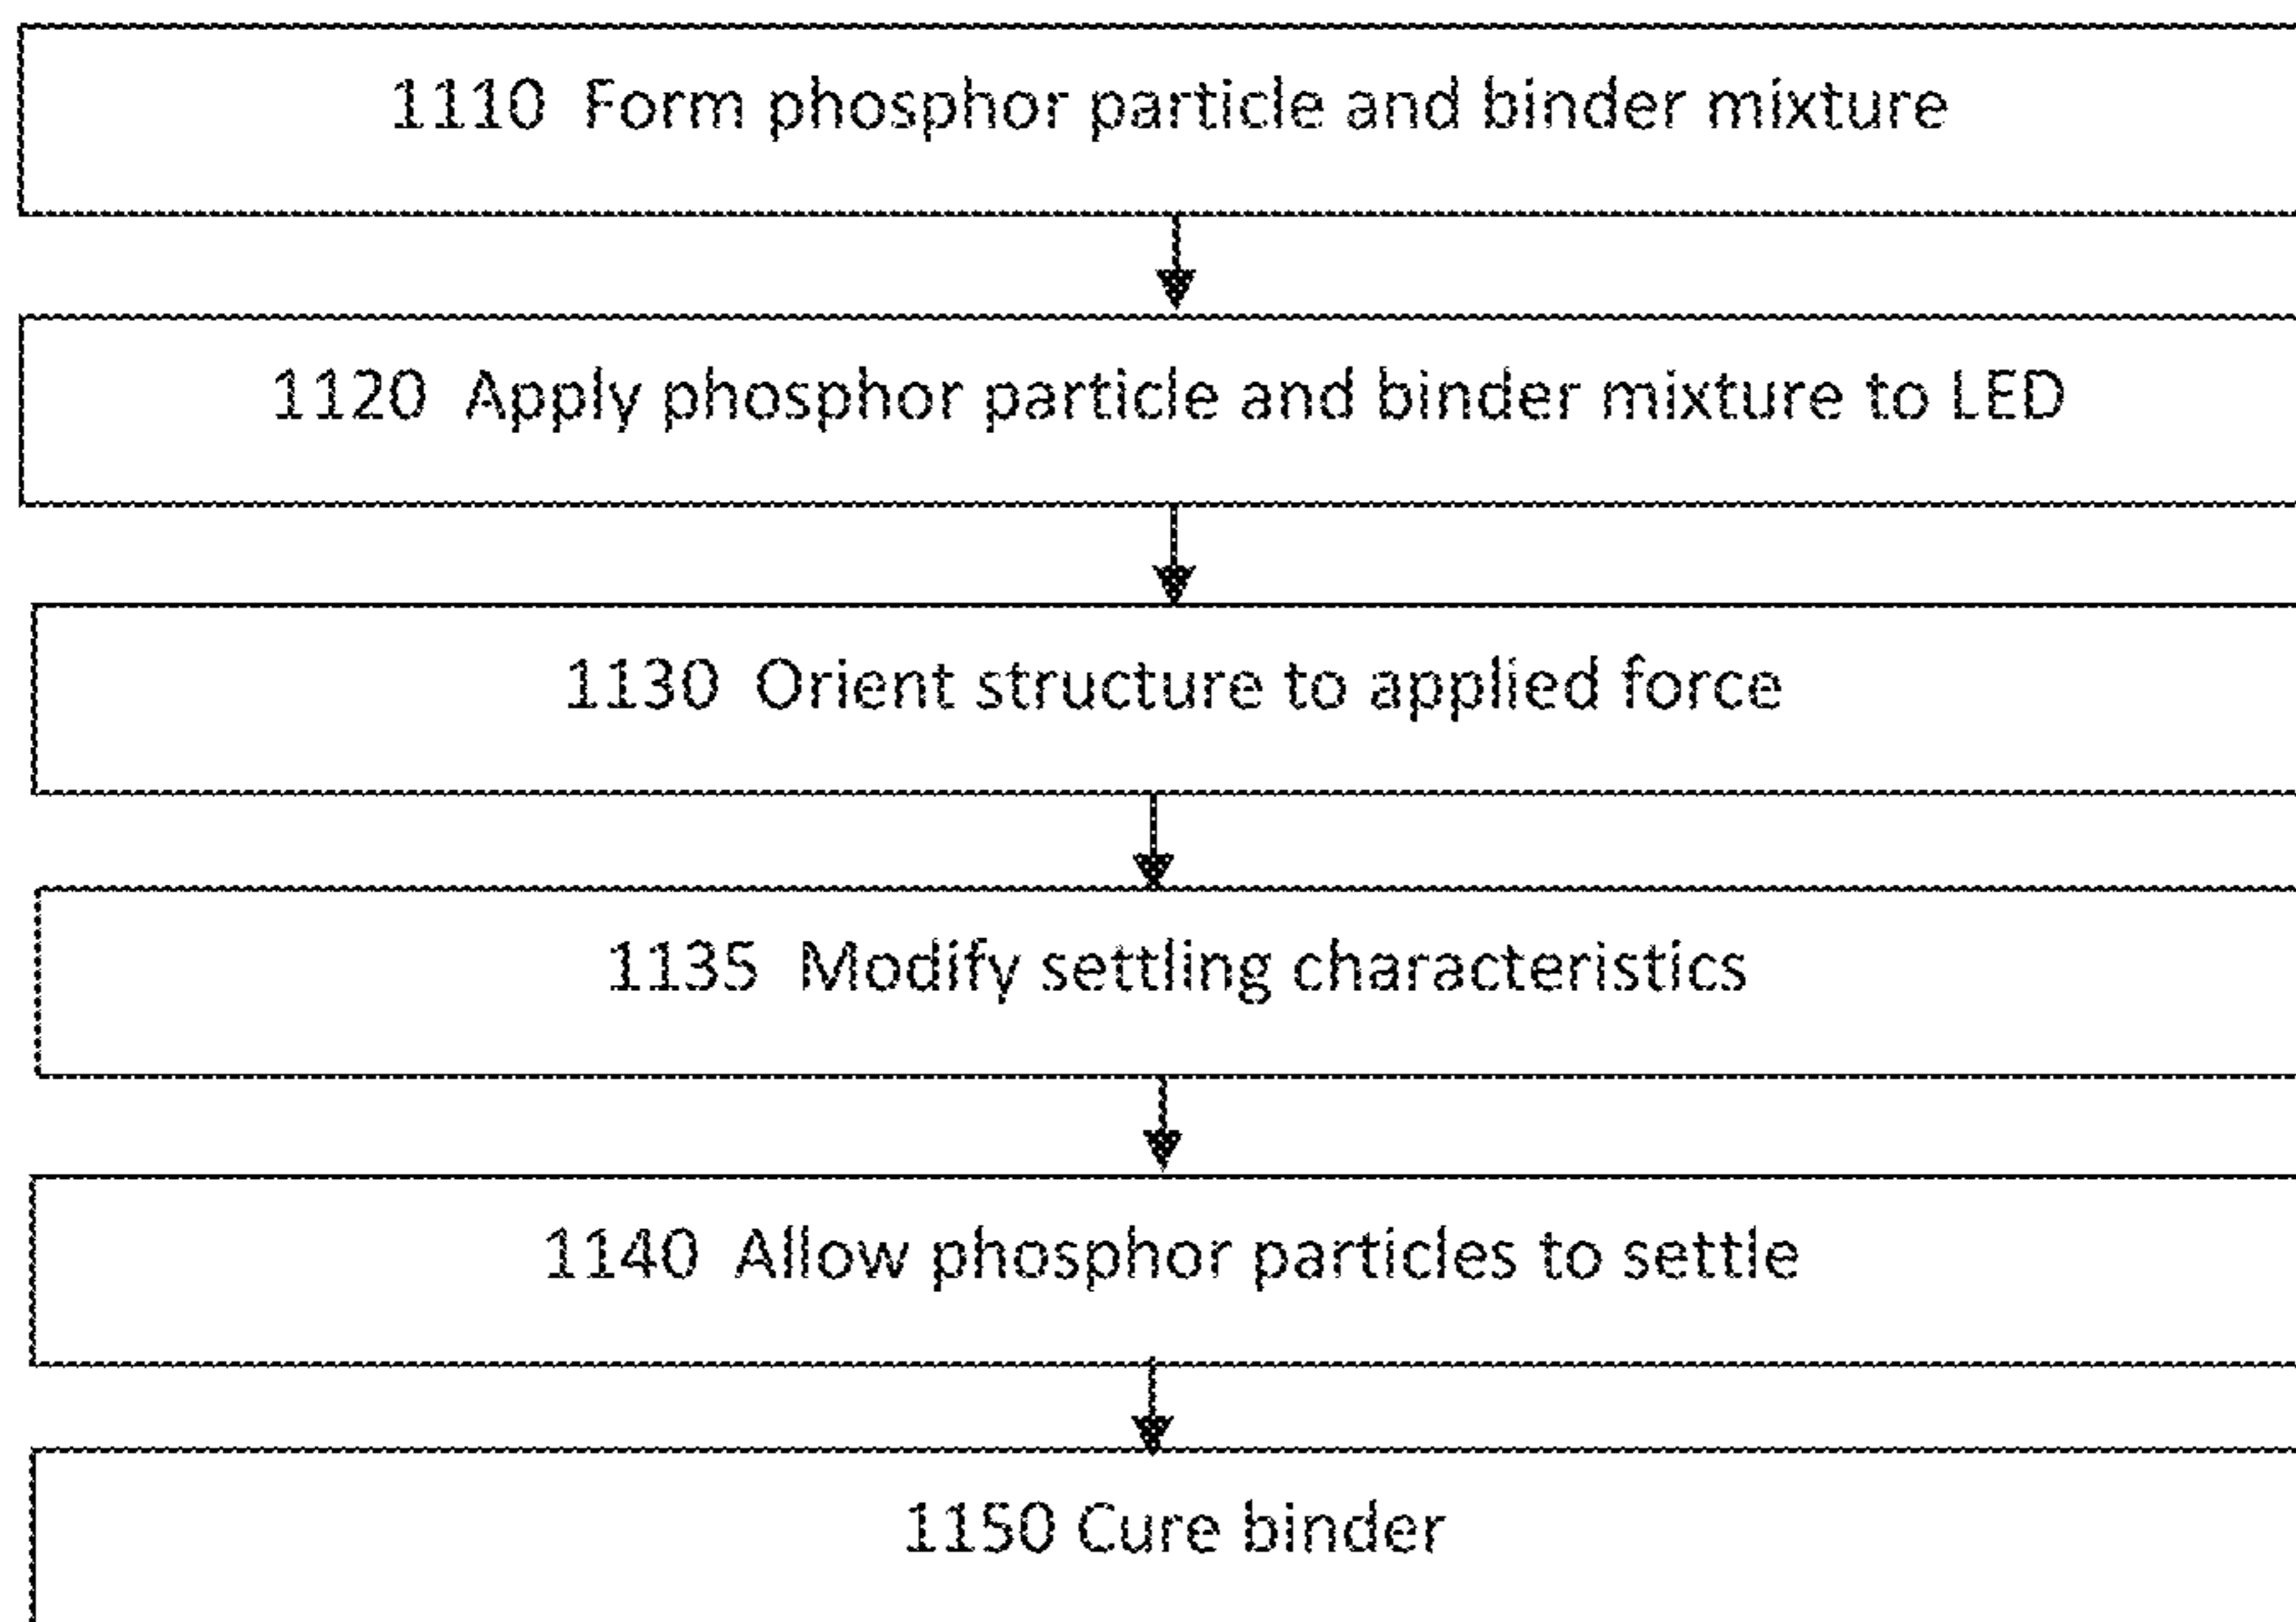 1110 Form phosphor particle and binder mixture
1120 Apply phosphor particle and binder mixture to LED
1130 Orient structure to applied force
1135 Modify settling characteristics
1140 Allow phosphor particles to settle
1150 Cure binder